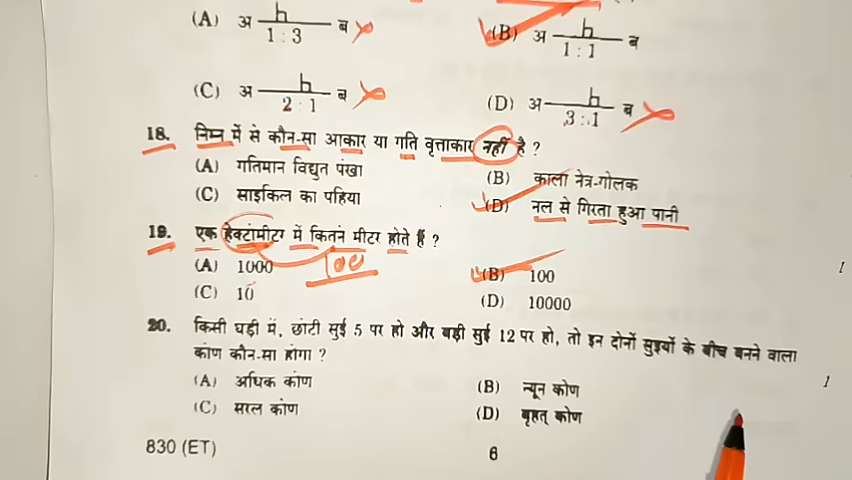 (A) अ b ब
1 : 3
(B) अ b ब
1 : 1
(C) अ b ब
2 : 1
(D) अ b ब
3 : 1
18. निम्न में से कौन-सा आकार या गति वृत्ताकार नहीं है ?
(A) गतिमान विद्युत पंखा
(B) काला नेत्र-गोलक
(C) साइकिल का पहिया
(D) नल से गिरता हुआ पानी
19. एक हेक्टोमीटर में कितने मीटर होते हैं ?
(A) 1000 100
(B) 100
1
(C) 10
(D) 10000
20. किसी घड़ी में, छोटी सुई 5 पर हो और बड़ी सुई 12 पर हो, तो इन दोनों सुइयों के बीच बनने वाला
कोण कौन-सा होगा ?
1
(A) अधिक कोण
(B) न्यून कोण
(C) सरल कोण
(D) बृहत् कोण
830 (ET)
6